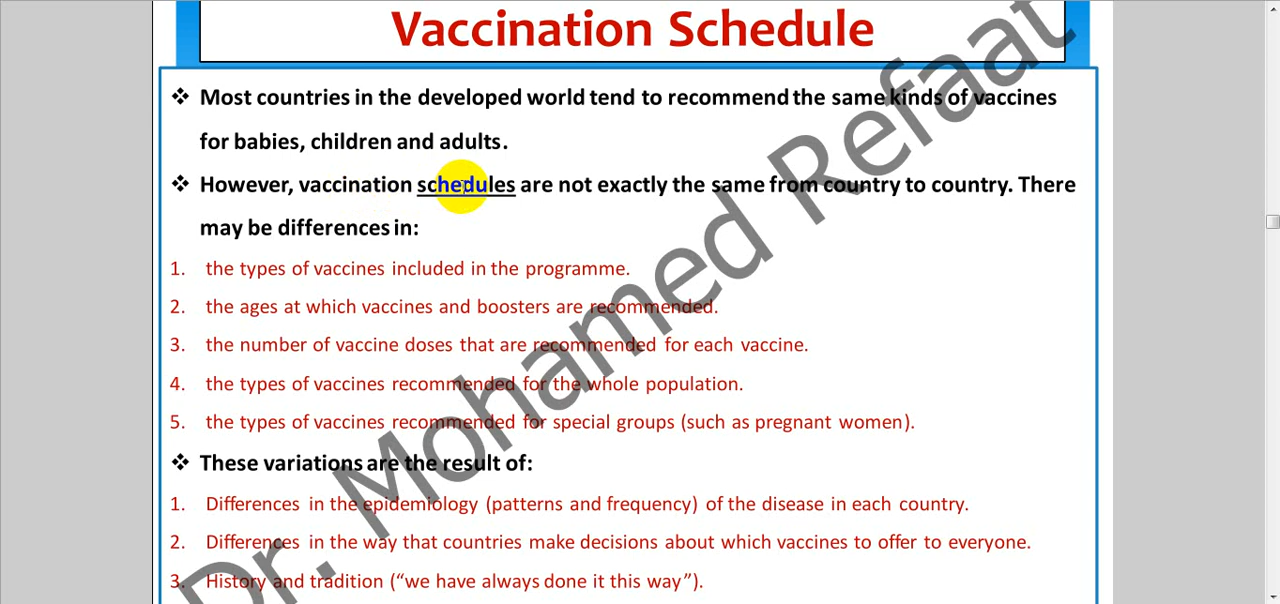 Vaccination Schedule
❖ Most countries in the developed world tend to recommend the same kinds of vaccines
for babies, children and adults.
❖ However, vaccination schedules are not exactly the same from country to country. There
may be differences in:
1. the types of vaccines included in the programme.
2. the ages at which vaccines and boosters are recommended.
3. the number of vaccine doses that are recommended for each vaccine.
4. the types of vaccines recommended for the whole population.
5. the types of vaccines recommended for special groups (such as pregnant women).
❖ These variations are the result of:
1. Differences in the epidemiology (patterns and frequency) of the disease in each country.
2. Differences in the way that countries make decisions about which vaccines to offer to everyone.
3. History and tradition (“we have always done it this way”).
Dr. Mohamed Refaat